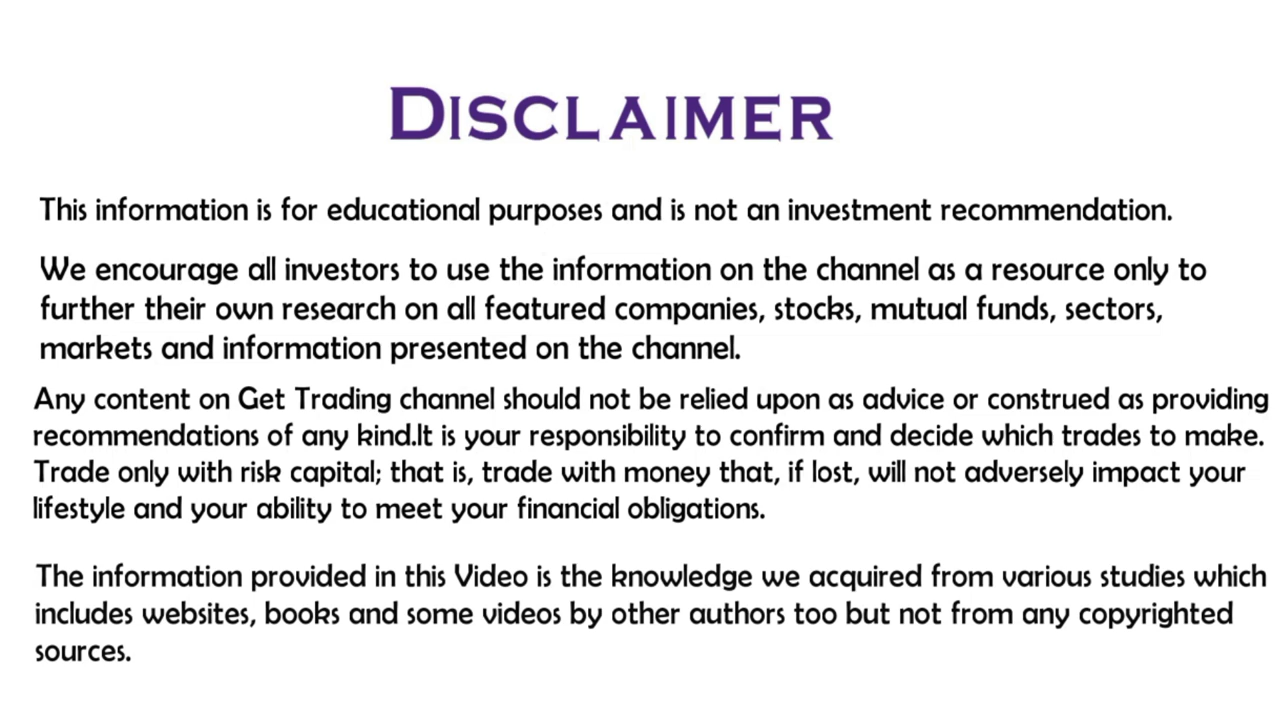 DISCLAIMER
This information is for educational purposes and is not an investment recommendation.
We encourage all investors to use the information on the channel as a resource only to
further their own research on all featured companies, stocks, mutual funds, sectors,
markets and information presented on the channel.
Any content on Get Trading channel should not be relied upon as advice or construed as providing
recommendations of any kind.It is your responsibility to confirm and decide which trades to make.
Trade only with risk capital; that is, trade with money that, if lost, will not adversely impact your
lifestyle and your ability to meet your financial obligations.
The information provided in this Video is the knowledge we acquired from various studies which
includes websites, books and some videos by other authors too but not from any copyrighted
sources.